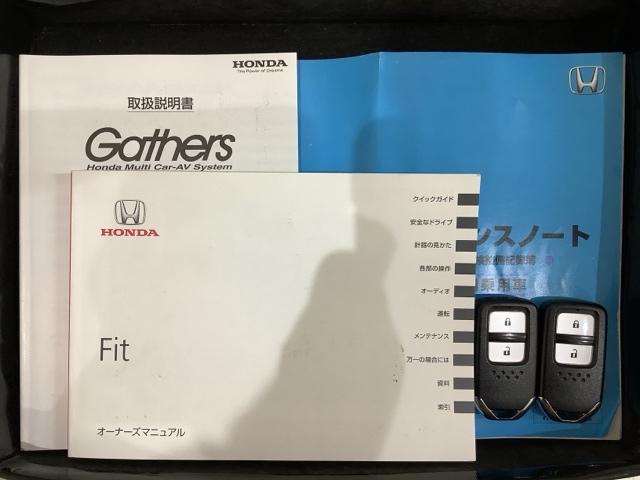 HONDA
The Power of Dreams
取扱説明書
Gathers
Honda Multi Car-AV System
HONDA
Fit
オーナーズマニュアル
クイックガイド
安全なドライブ
計器の見かた
各部の操作
オーディオ
運転
メンテナンス
万一の場合には
資料
索引
ンスノート
乗用車